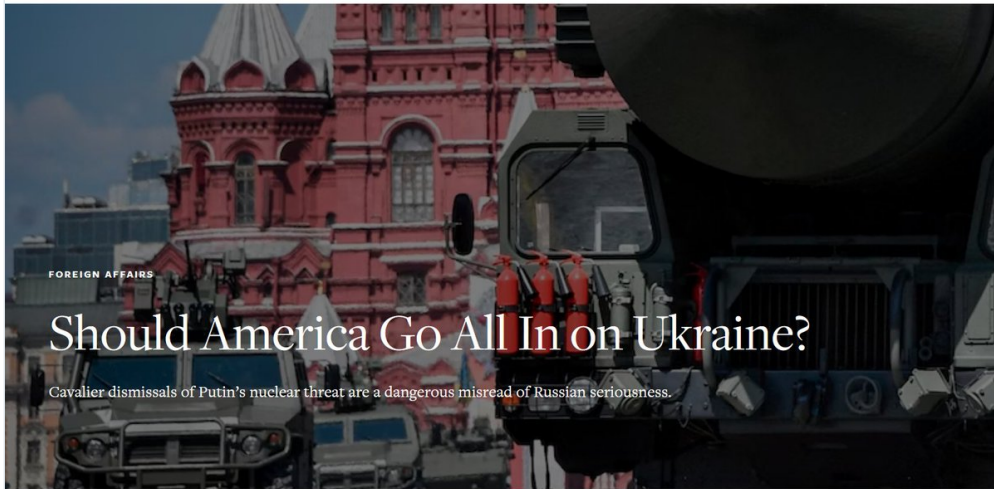 FOREIGN AFFAIRS
Should America Go All In on Ukraine?
Cavalier dismissals of Putin's nuclear threat are a dangerous misread of Russian seriousness.